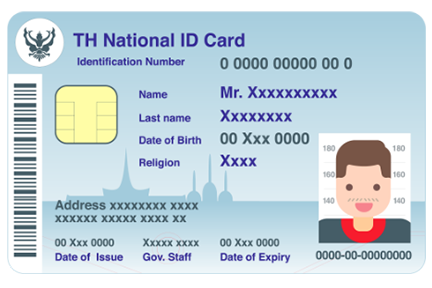 TH National ID Card
Identification Number 0 0000 00000 00 0
Name Mr. Xxxxxxxxxx
Last name Xxxxxxxx
Date of Birth 00 Xxx 0000
Religion Xxxx
180 180
160 160
140 140
Address xxxxxxxxx xxxx
xxxxxx xxxxx xxxx xx
00 Xxx 0000 Xxxxx xxxx 00 Xxx 0000
Date of Issue Gov. Staff Date of Expiry
0000-00-00000000